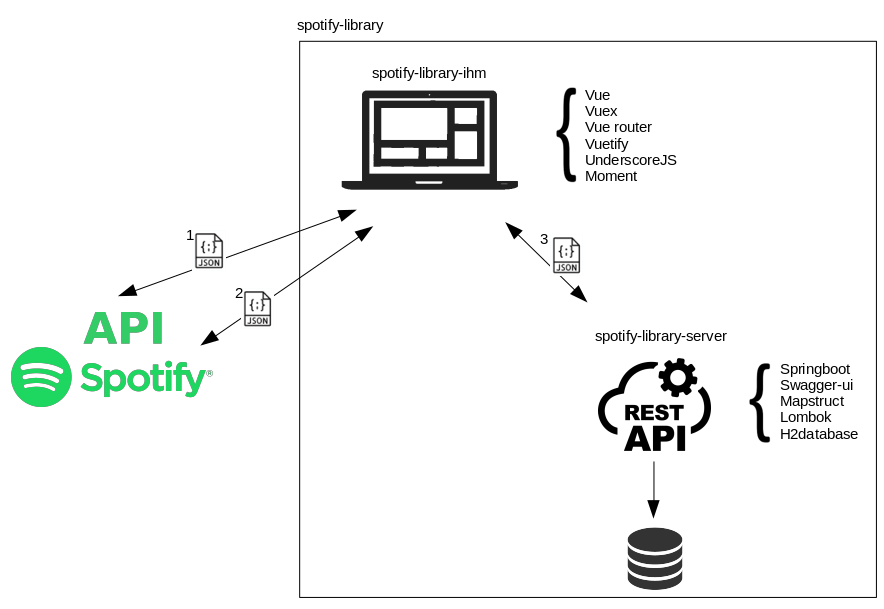 spotify-library
spotify-library-ihm
Vue
Vuex
Vue router
Vuetify
UnderscoreJS
Moment
1
{;}
JSON
2
{;}
JSON
3
{;}
JSON
API
Spotify®
spotify-library-server
REST
API
Springboot
Swagger-ui
Mapstruct
Lombok
H2database